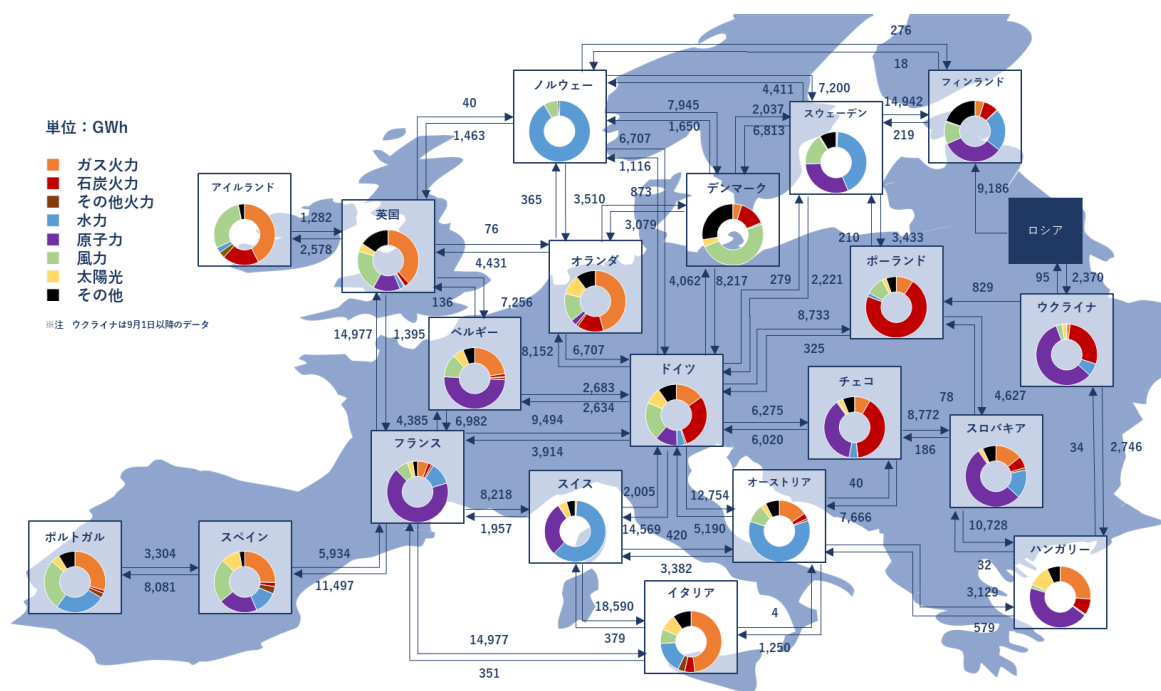 276
18
ノルウェー
フィンランド
40
4,411
7,200
14,942
7,945
2,037
スウェーデン
単位：GWh
1,463
1,650
6,813
219
6,707
1,116
ガス火力
石炭火力
その他火力
水力
原子力
風力
太陽光
その他
※注 ウクライナは9月1日以降のデータ
アイルランド
英国
365
3,510
873
デンマーク
9,186
1,282
2,578
76
3,079
ロシア
オランダ
210
3,433
ポーランド
4,431
4,062
8,217
279
2,221
95
2,370
136
7,256
829
ウクライナ
14,977
1,395
ベルギー
8,733
8,152
6,707
325
ドイツ
チェコ
2,683
2,634
78
4,627
4,385
6,982
9,494
6,275
8,772
スロバキア
フランス
3,914
6,020
186
34
2,746
スイス
オーストリア
8,218
2,005
12,754
40
1,957
14,569
420
5,190
7,666
10,728
ポルトガル
スペイン
ハンガリー
3,304
5,934
32
8,081
11,497
3,382
3,129
イタリア
18,590
4
579
14,977
379
1,250
351